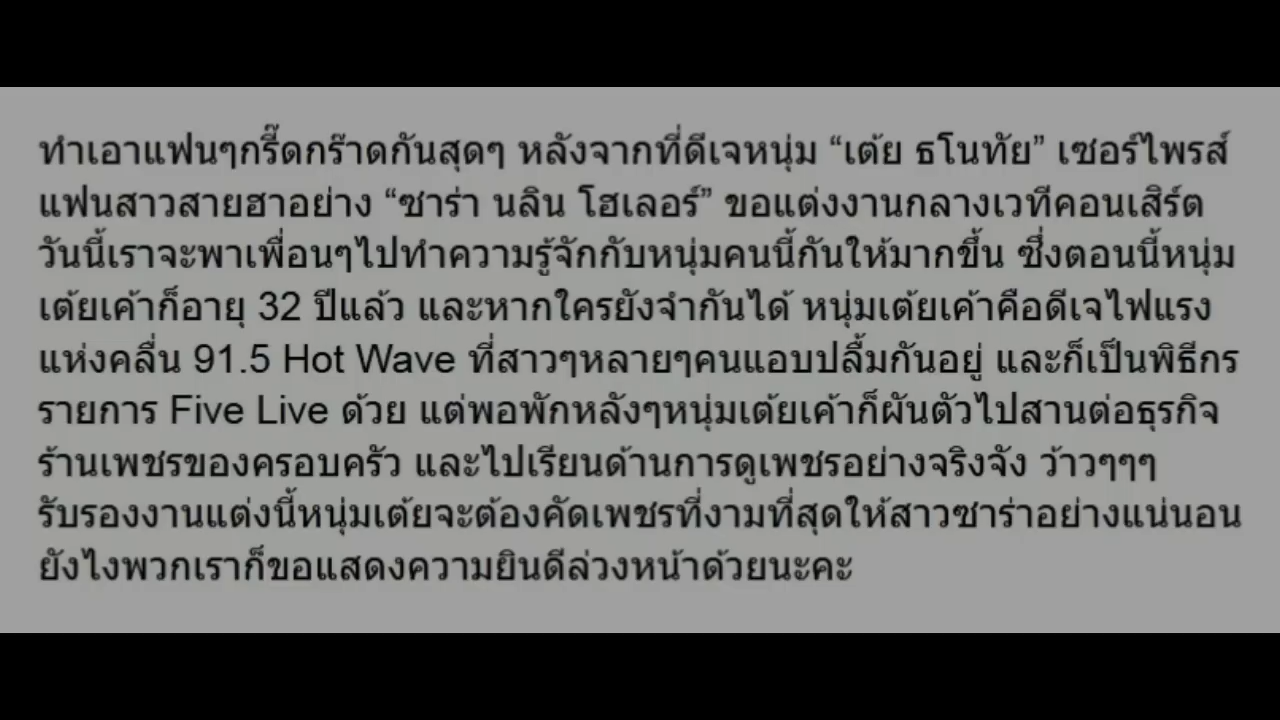 ทำเอาแฟนๆกรี๊ดกร๊าดกันสุดๆ หลังจากที่ดีเจหนุ่ม “เต้ย ธโนทัย” เซอร์ไพรส์
แฟนสาวสายฮาอย่าง “ซาร่า นลิน โฮเลอร์” ขอแต่งงานกลางเวทีคอนเสิร์ต
วันนี้เราจะพาเพื่อนๆไปทำความรู้จักกับหนุ่มคนนี้กันให้มากขึ้น ซึ่งตอนนี้หนุ่ม
เต้ยเค้าก็อายุ 32 ปีแล้ว และหากใครยังจำกันได้ หนุ่มเต้ยเค้าคือดีเจไฟแรง
แห่งคลื่น 91.5 Hot Wave ที่สาวๆหลายๆคนแอบปลื้มกันอยู่ และก็เป็นพิธีกร
รายการ Five Live ด้วย แต่พอพักหลังๆหนุ่มเต้ยเค้าก็ผันตัวไปสานต่อธุรกิจ
ร้านเพชรของครอบครัว และไปเรียนด้านการดูเพชรอย่างจริงจัง ว้าวๆๆๆ
รับรองงานแต่งนี้หนุ่มเต้ยจะต้องคัดเพชรที่งามที่สุดให้สาวซาร่าอย่างแน่นอน
ยังไงพวกเราก็ขอแสดงความยินดีล่วงหน้าด้วยนะคะ